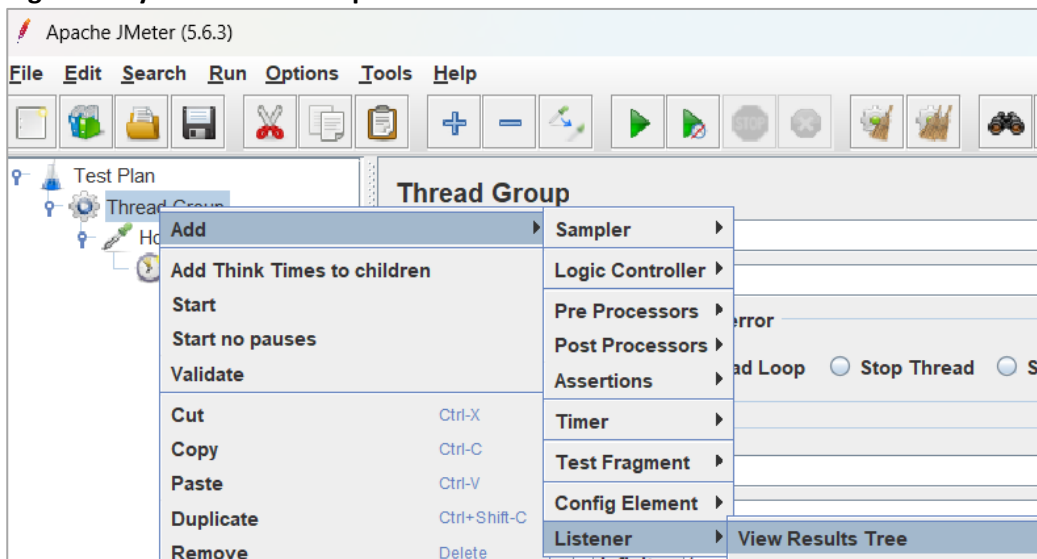 Apache JMeter (5.6.3)
File Edit Search Run Options Tools Help
STOP
Test Plan
Thread Group
Thread Group
Add
Add Think Times to children
Start
Start no pauses
Validate
Cut Ctrl-X
Copy Ctrl-C
Paste Ctrl-V
Duplicate Ctrl+Shift-C
Remove Delete
Sampler
Logic Controller
Pre Processors
Post Processors
Assertions
Timer
Test Fragment
Config Element
Listener
View Results Tree
error
Loop Stop Thread